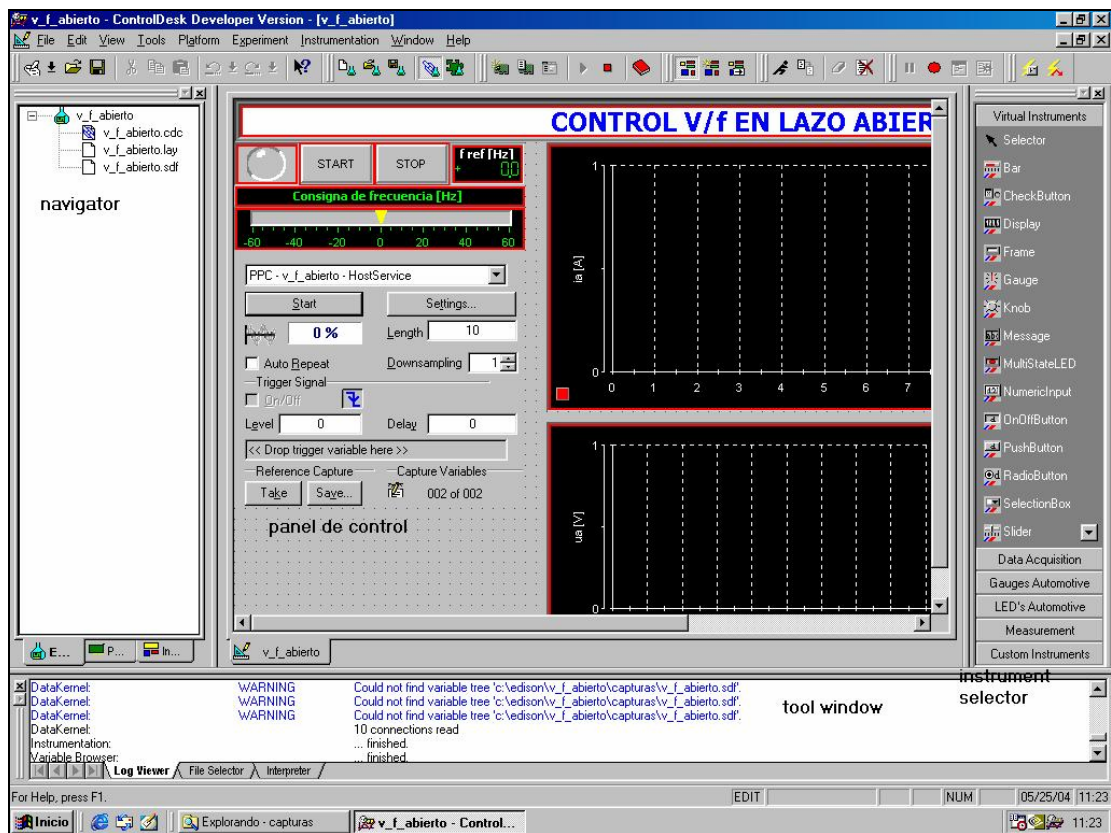 v_f_abierto - ControlDesk Developer Version - [v_f_abierto]
File Edit View Tools Platform Experiment Instrumentation Window Help
v_f_abierto
v_f_abierto.cdc
v_f_abierto.lay
v_f_abierto.sdf
navigator
CONTROL V/f EN LAZO ABIER
START
STOP
f ref [Hz]
+ 0,0
Consigna de frecuencia [Hz]
-60 -40 -20 0 20 40 60
PPC - v_f_abierto - HostService
Start
Settings...
0 %
Length 10
Auto Repeat
Downsampling 1
Trigger Signal
On/Off
Level 0
Delay 0
<< Drop trigger variable here >>
Reference Capture
Capture Variables
Take
Save...
002 of 002
panel de control
1
ia [A]
0
0 1 2 3 4 5 6 7
1
ua [V]
0
v_f_abierto
E...
P...
In...
Virtual Instruments
Selector
Bar
CheckButton
Display
Frame
Gauge
Knob
Message
MultiStateLED
NumericInput
OnOffButton
PushButton
RadioButton
SelectionBox
Slider
Data Acquisition
Gauges Automotive
LED's Automotive
Measurement
Custom Instruments
instrument
selector
DataKernel: WARNING Could not find variable tree 'c:\edison\v_f_abierto\capturas\v_f_abierto.sdf'.
DataKernel: WARNING Could not find variable tree 'c:\edison\v_f_abierto\capturas\v_f_abierto.sdf'.
DataKernel: WARNING Could not find variable tree 'c:\edison\v_f_abierto\capturas\v_f_abierto.sdf'.
DataKernel: 10 connections read
Instrumentation: ... finished.
Variable Browser: ... finished.
tool window
Log Viewer
File Selector
Interpreter
For Help, press F1.
EDIT
NUM
05/25/04 11:23
Inicio
Explorando - capturas
v_f_abierto - Control...
11:23